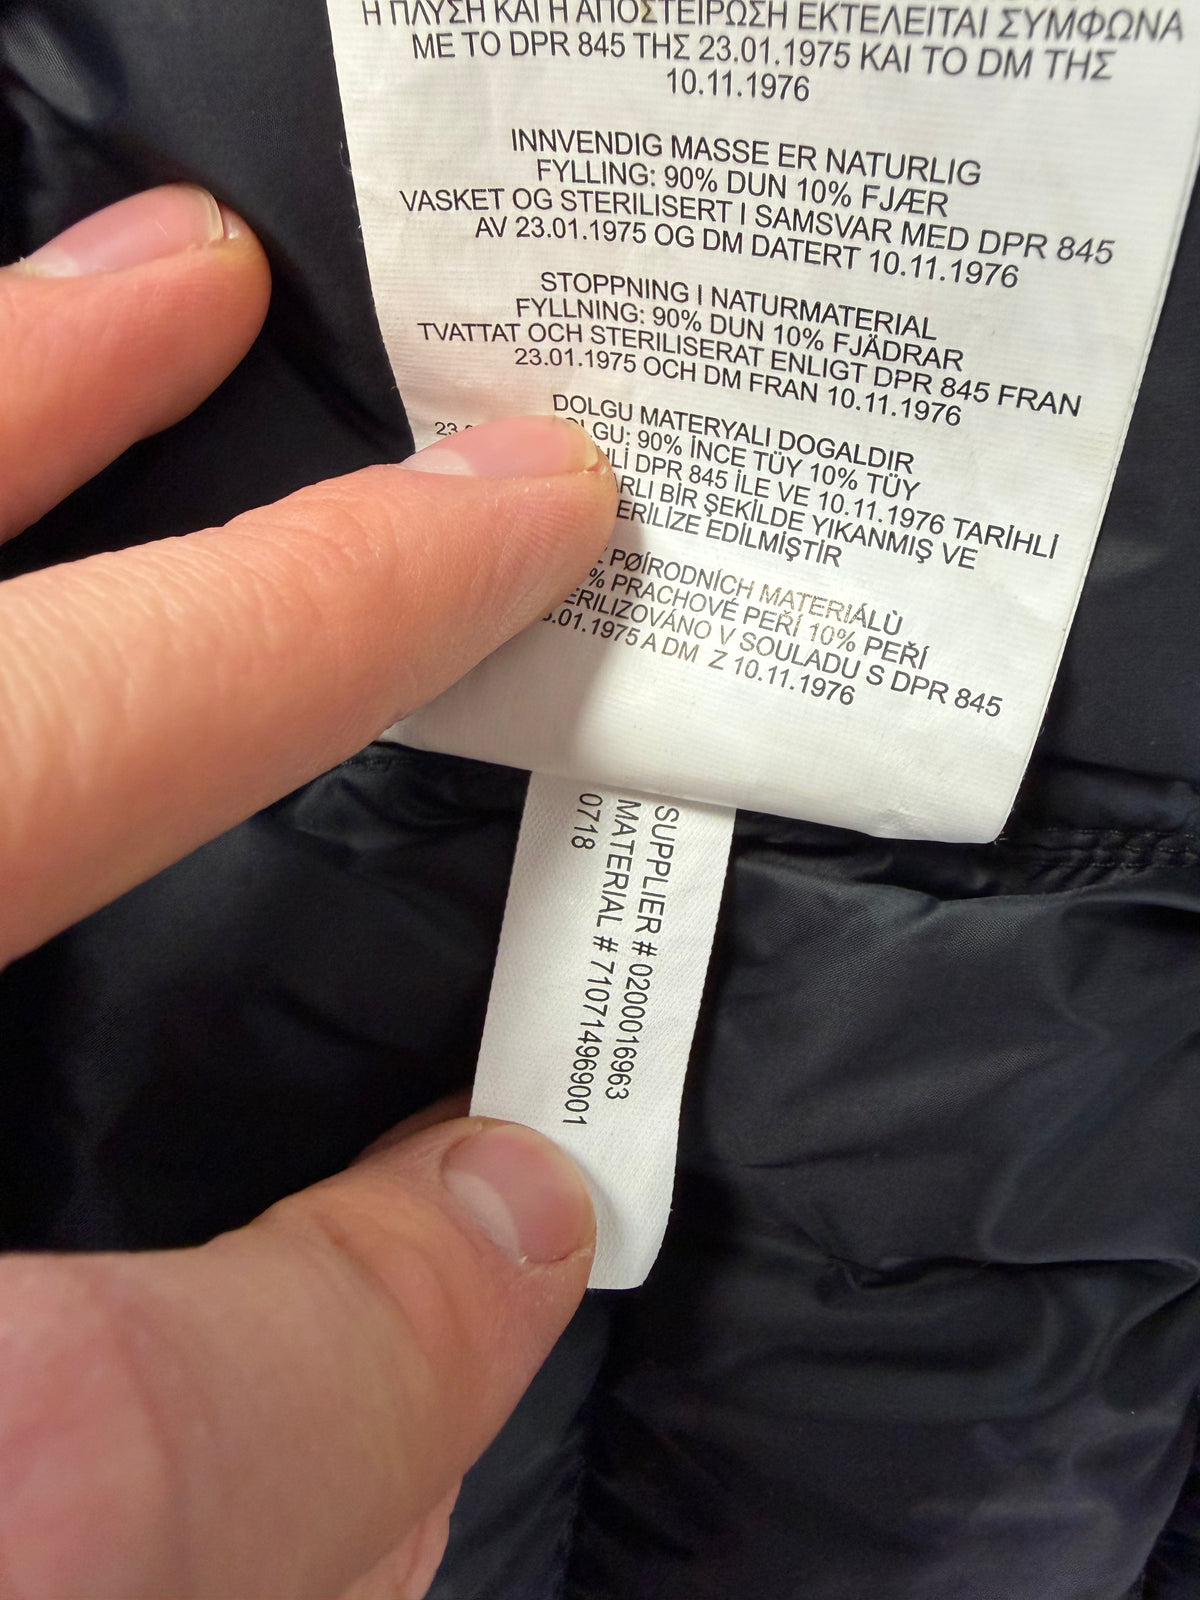 Η ΠΛΥΣΗ ΚΑΙ Η ΑΠΟΣΤΕΙΡΩΣΗ ΕΚΤΕΛΕΙΤΑΙ ΣΥΜΦΩΝΑ
ΜΕ ΤΟ DPR 845 ΤΗΣ 23.01.1975 ΚΑΙ ΤΟ DM ΤΗΣ
10.11.1976
INNVENDIG MASSE ER NATURLIG
FYLLING: 90% DUN 10% FJÆR
VASKET OG STERILISERT I SAMSVAR MED DPR 845
AV 23.01.1975 OG DM DATERT 10.11.1976
STOPPNING I NATURMATERIAL
FYLLNING: 90% DUN 10% FJÄDRAR
TVATTAT OCH STERILISERAT ENLIGT DPR 845 FRAN
23.01.1975 OCH DM FRAN 10.11.1976
DOLGU MATERYALI DOGALDIR
90% İNCE TÜY 10% TÜY
DPR 845 İLE VE 10.11.1976 TARİHLİ
BİR ŞEKİLDE YIKANMIŞ VE
EDİLMİŞTİR
PØÍRODNÍCH MATERIÁLÙ
% PRACHOVÉ PEŘÍ 10% PEŘÍ
V SOULADU S DPR 845
.01.1975 A DM Z 10.11.1976
SUPPLIER # 0200016963
MATERIAL # 710714969001
0718